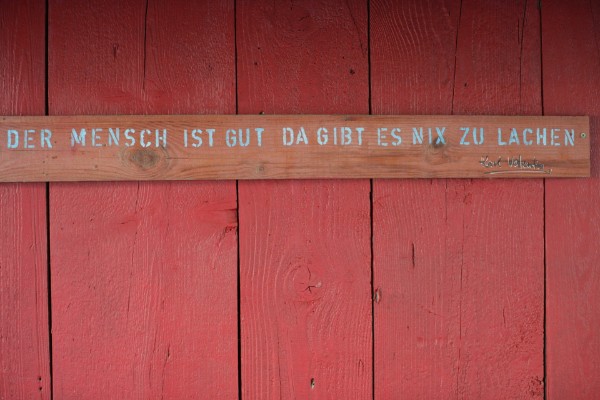 DER MENSCH IST GUT DA GIBT ES NIX ZU LACHEN